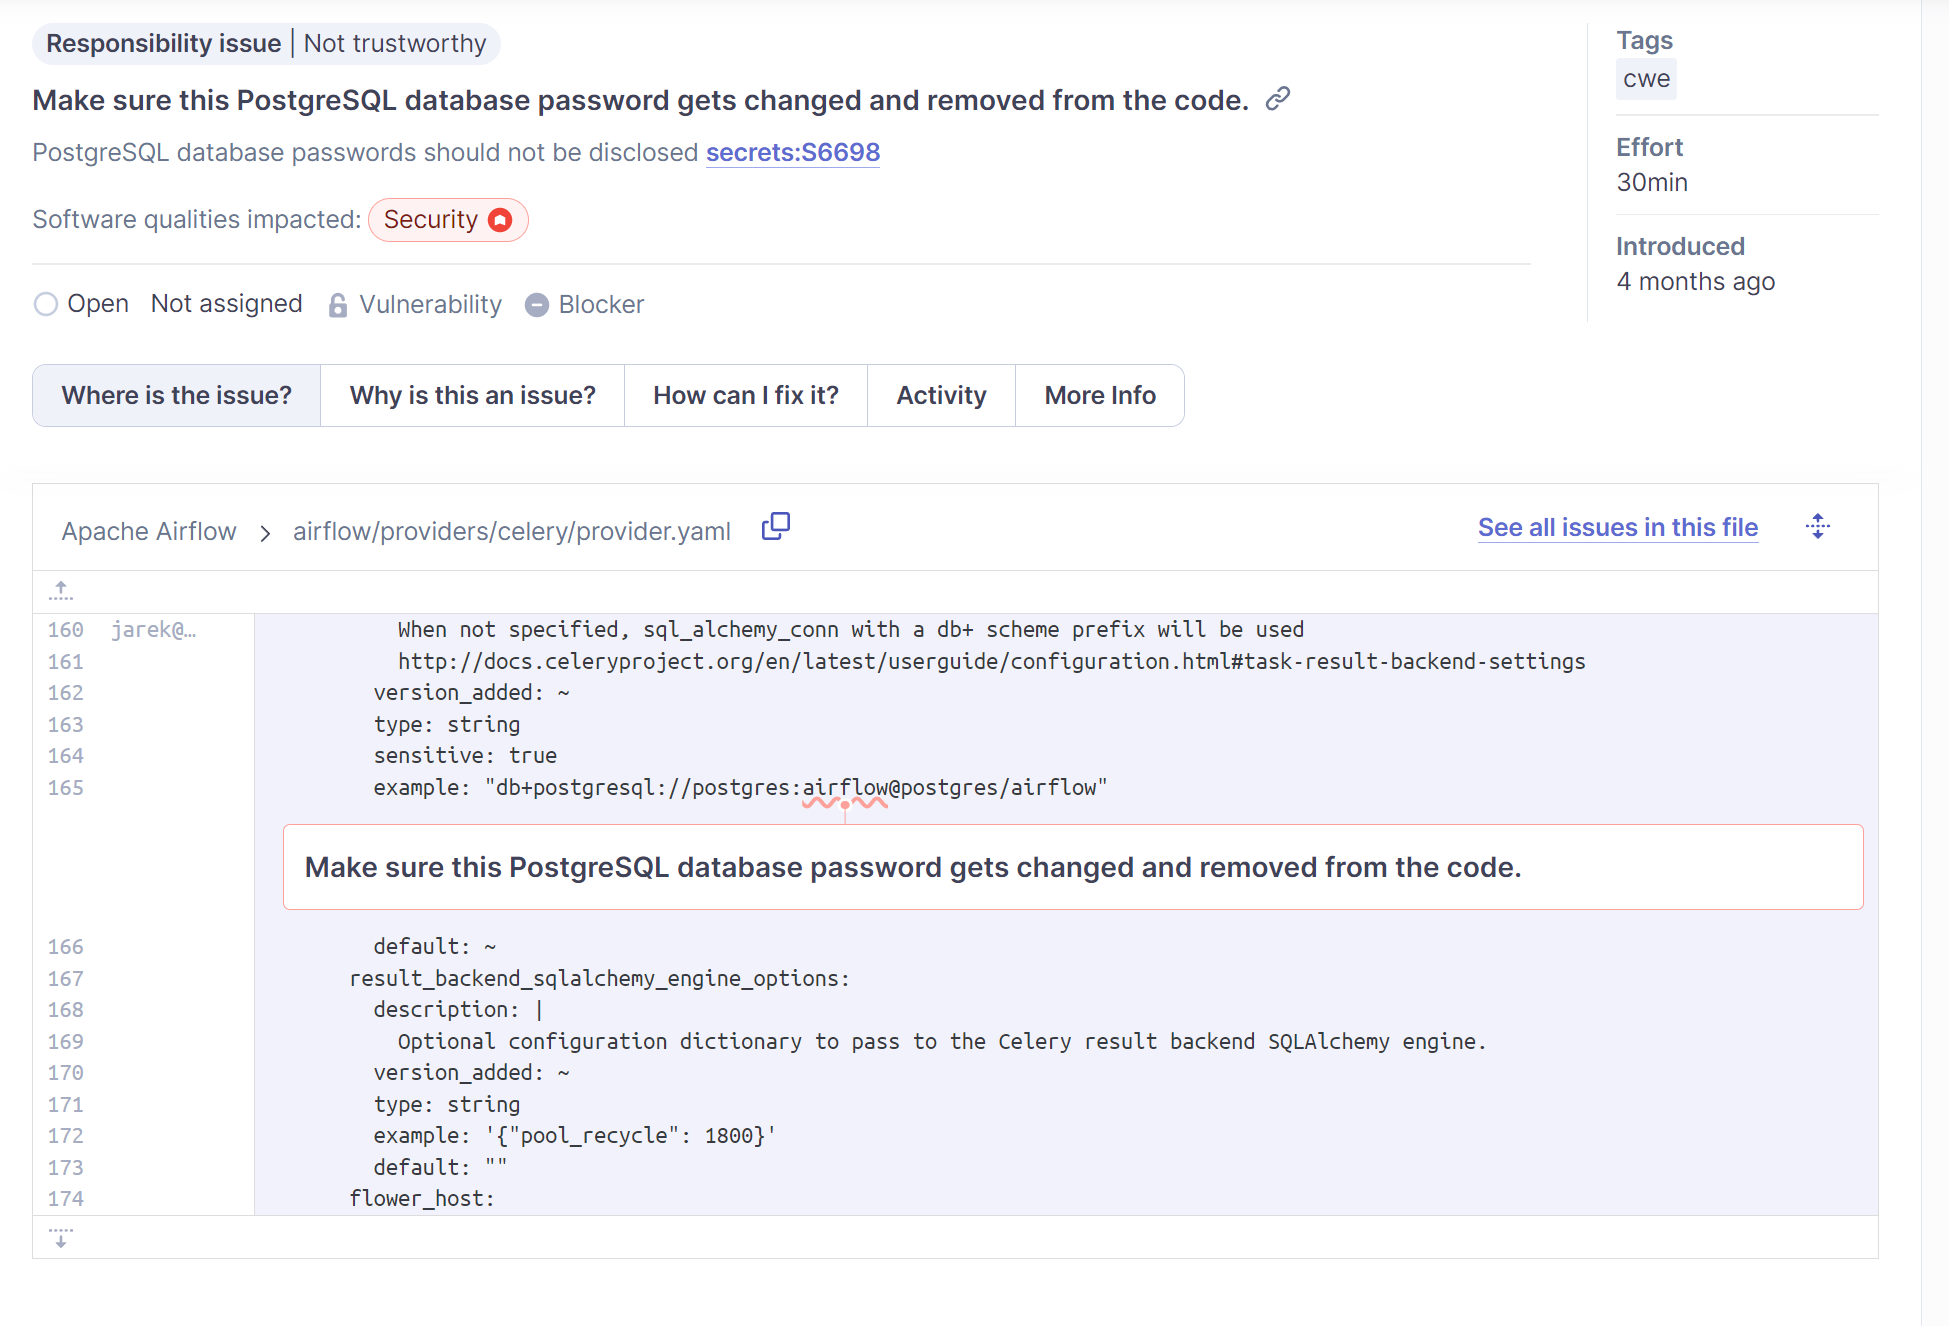 Responsibility issue | Not trustworthy
Make sure this PostgreSQL database password gets changed and removed from the code.
PostgreSQL database passwords should not be disclosed secrets:S6698
Software qualities impacted: Security
Open Not assigned Vulnerability Blocker
Tags
cwe
Effort
30min
Introduced
4 months ago
Where is the issue? Why is this an issue? How can I fix it? Activity More Info
Apache Airflow > airflow/providers/celery/provider.yaml See all issues in this file
160 jarek@... When not specified, sql_alchemy_conn with a db+ scheme prefix will be used
161 http://docs.celeryproject.org/en/latest/userguide/configuration.html#task-result-backend-settings
162 version_added: ~
163 type: string
164 sensitive: true
165 example: "db+postgresql://postgres:airflow@postgres/airflow"
Make sure this PostgreSQL database password gets changed and removed from the code.
166 default: ~
167 result_backend_sqlalchemy_engine_options:
168 description: |
169 Optional configuration dictionary to pass to the Celery result backend SQLAlchemy engine.
170 version_added: ~
171 type: string
172 example: '{"pool_recycle": 1800}'
173 default: ""
174 flower_host: